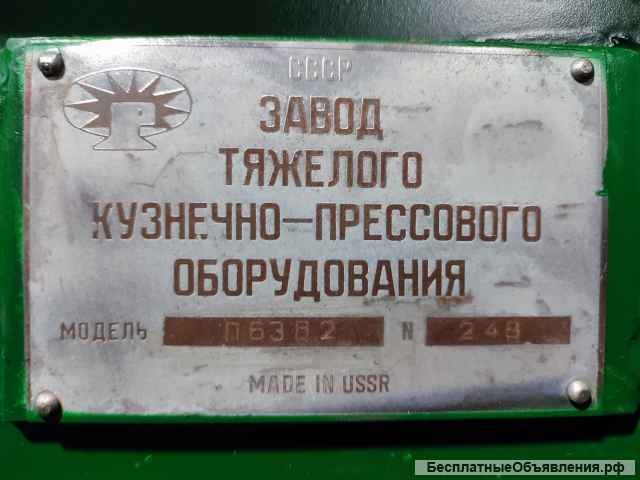 СССР
ЗАВОД
ТЯЖЕЛОГО
КУЗНЕЧНО—ПРЕССОВОГО
ОБОРУДОВАНИЯ
МОДЕЛЬ П6382 N 248
MADE IN USSR
БесплатныеОбъявления.рф